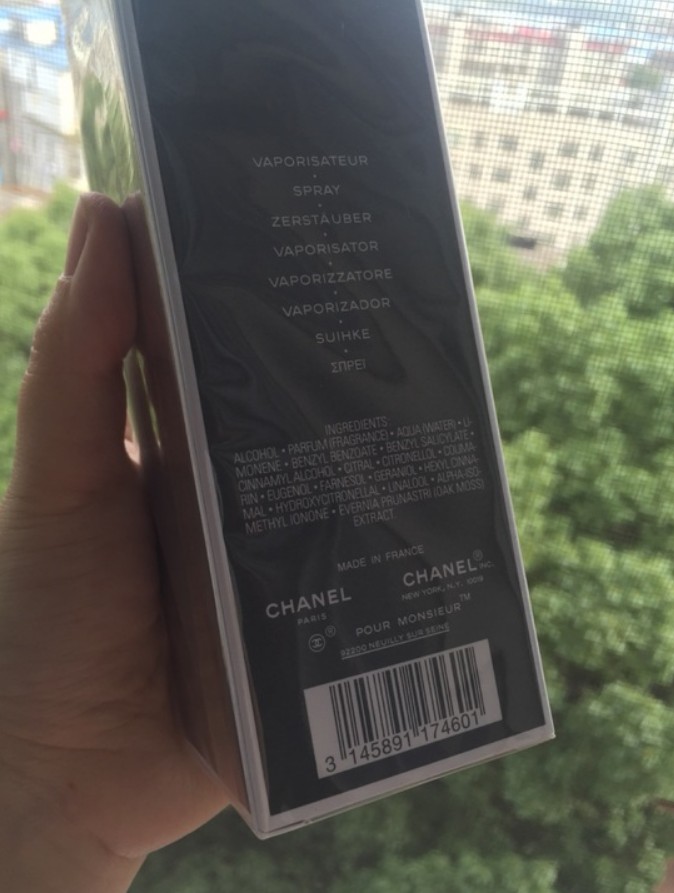 VAPORISATEUR
SPRAY
ZERSTÄUBER
VAPORISATOR
VAPORIZZATORE
VAPORIZADOR
SUIHKE
ΣΠΡΕΪ
INGREDIENTS:
ALCOHOL • PARFUM (FRAGRANCE) • AQUA (WATER) • LI-
MONENE • BENZYL BENZOATE • BENZYL SALICYLATE •
CINNAMYL ALCOHOL • CITRAL • CITRONELLOL • COUMA-
RIN • EUGENOL • FARNESOL • GERANIOL • HEXYL CINNA-
MAL • HYDROXYCITRONELLAL • LINALOOL • ALPHA-ISO-
METHYL IONONE • EVERNIA PRUNASTRI (OAK MOSS)
EXTRACT
MADE IN FRANCE
CHANEL
PARIS
CHANEL® INC.
NEW YORK, N.Y. 10019
POUR MONSIEUR™
92200 NEUILLY SUR SEINE
3 145891 174601